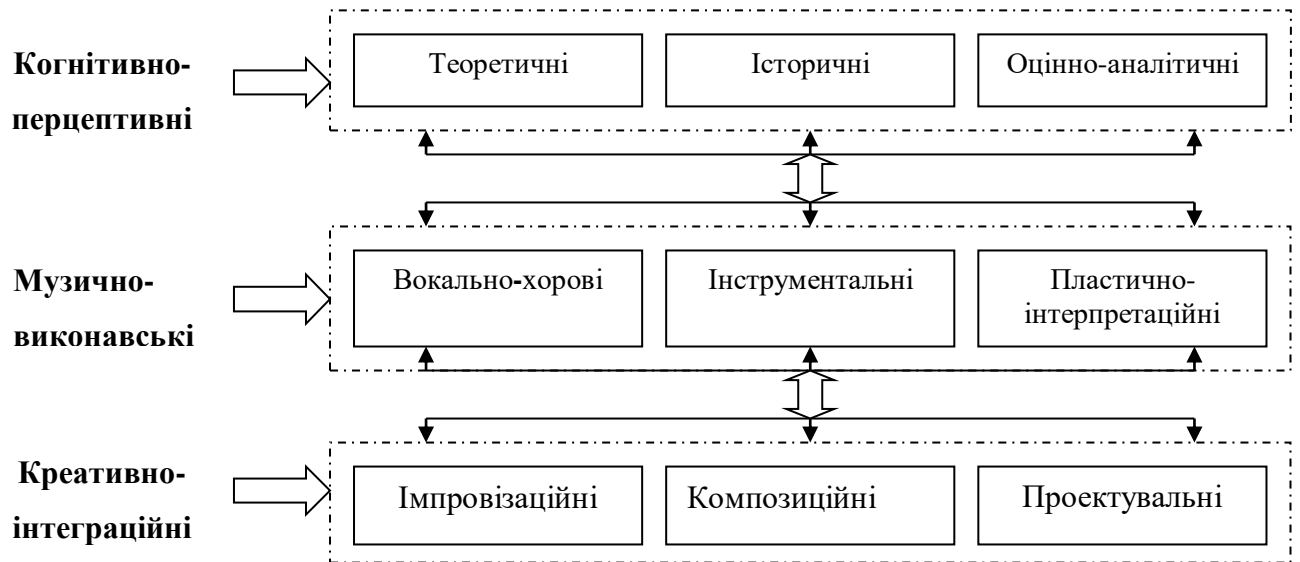 Когнітивно-
перцептивні
Теоретичні
Історичні
Оцінно-аналітичні
Музично-
виконавські
Вокально-хорові
Інструментальні
Пластично-
інтерпретаційні
Креативно-
інтеграційні
Імпровізаційні
Композиційні
Проектувальні